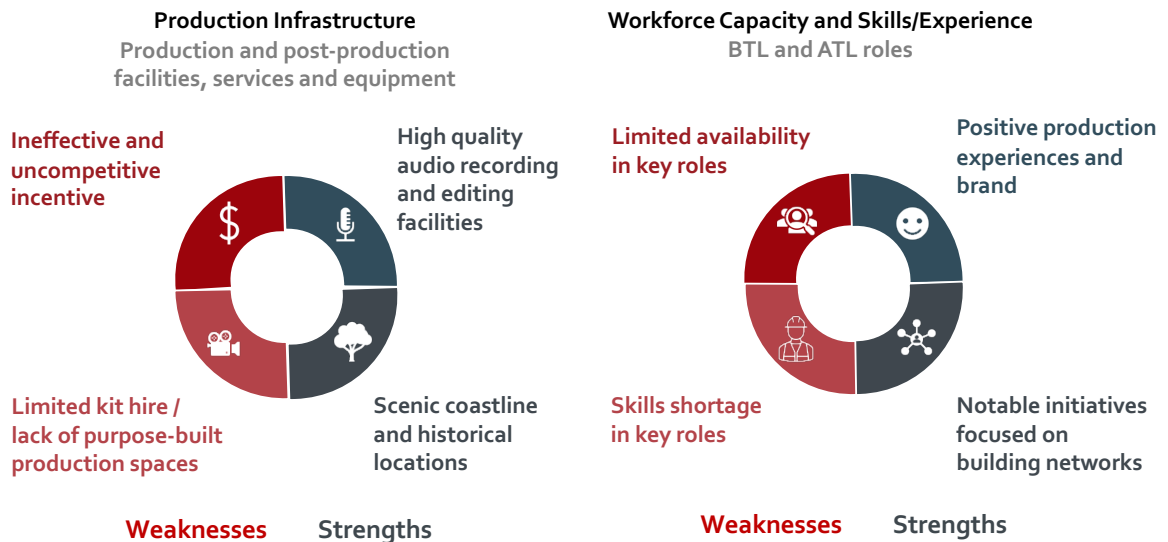 Production Infrastructure
Production and post-production
facilities, services and equipment
Ineffective and
uncompetitive
incentive
High quality
audio recording
and editing
facilities
$
Limited kit hire /
lack of purpose-built
production spaces
Scenic coastline
and historical
locations
Weaknesses
Strengths
Workforce Capacity and Skills/Experience
BTL and ATL roles
Limited availability
in key roles
Positive production
experiences and
brand
Skills shortage
in key roles
Notable initiatives
focused on
building networks
Weaknesses
Strengths